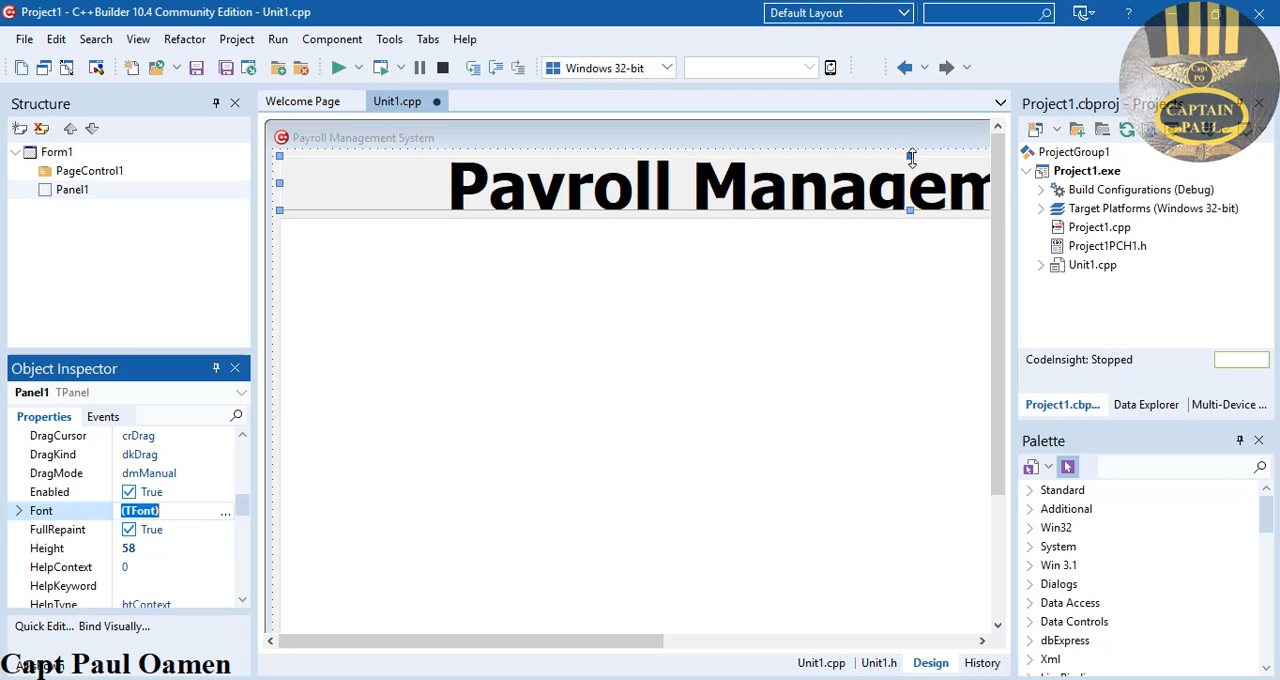 Project1 - C++Builder 10.4 Community Edition - Unit1.cpp
Default Layout
?
File Edit Search View Refactor Project Run Component Tools Tabs Help
Windows 32-bit
Structure
Welcome Page
Unit1.cpp
Project1.cbproj - Projects
Capt
PO
CAPTAIN
PAUL
Form1
PageControl1
Panel1
Payroll Management System
Payroll Managem
ProjectGroup1
Project1.exe
Build Configurations (Debug)
Target Platforms (Windows 32-bit)
Project1.cpp
Project1PCH1.h
Unit1.cpp
CodeInsight: Stopped
Project1.cbp... Data Explorer Multi-Device ...
Object Inspector
Panel1 TPanel
Properties Events
DragCursor crDrag
DragKind dkDrag
DragMode dmManual
Enabled True
Font (TFont) ...
FullRepaint True
Height 58
HelpContext 0
HelpKeyword
HelpType htContext
Quick Edit... Bind Visually...
Capt Paul Oamen
Palette
Standard
Additional
Win32
System
Win 3.1
Dialogs
Data Access
Data Controls
dbExpress
Xml
Unit1.cpp Unit1.h Design History